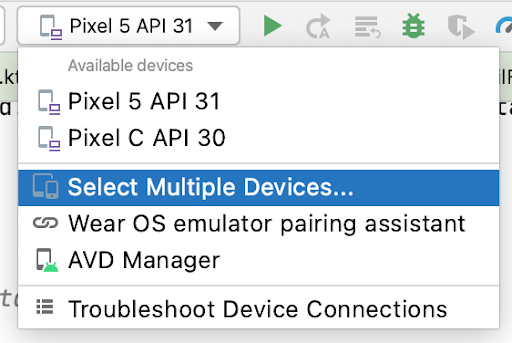 Pixel 5 API 31
Available devices
Pixel 5 API 31
Pixel C API 30
Select Multiple Devices...
Wear OS emulator pairing assistant
AVD Manager
Troubleshoot Device Connections